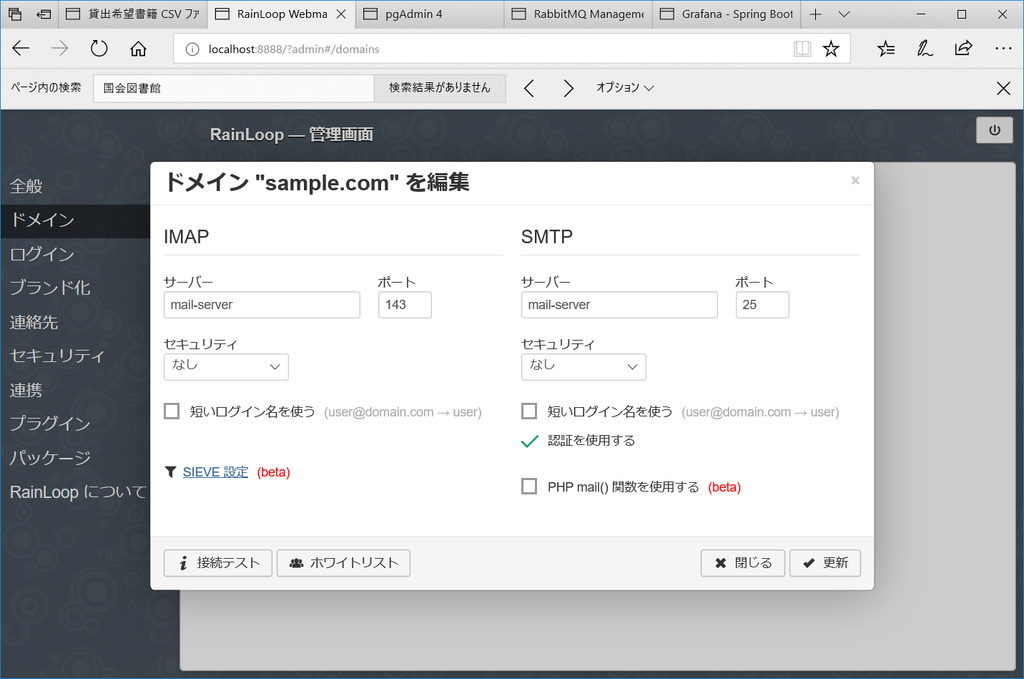 貸出希望書籍 CSV ファ
RainLoop Webma
pgAdmin 4
RabbitMQ Manageme
Grafana - Spring Boot
localhost:8888/?admin#/domains
ページ内の検索
国会図書館
検索結果がありません
オプション
RainLoop — 管理画面
全般
ドメイン
ログイン
ブランド化
連絡先
セキュリティ
連携
プラグイン
パッケージ
RainLoop について
ドメイン "sample.com" を編集
×
IMAP
サーバー
ポート
mail-server
143
セキュリティ
なし
短いログイン名を使う (user@domain.com → user)
SIEVE 設定 (beta)
SMTP
サーバー
ポート
mail-server
25
セキュリティ
なし
短いログイン名を使う (user@domain.com → user)
認証を使用する
PHP mail() 関数を使用する (beta)
接続テスト
ホワイトリスト
閉じる
更新